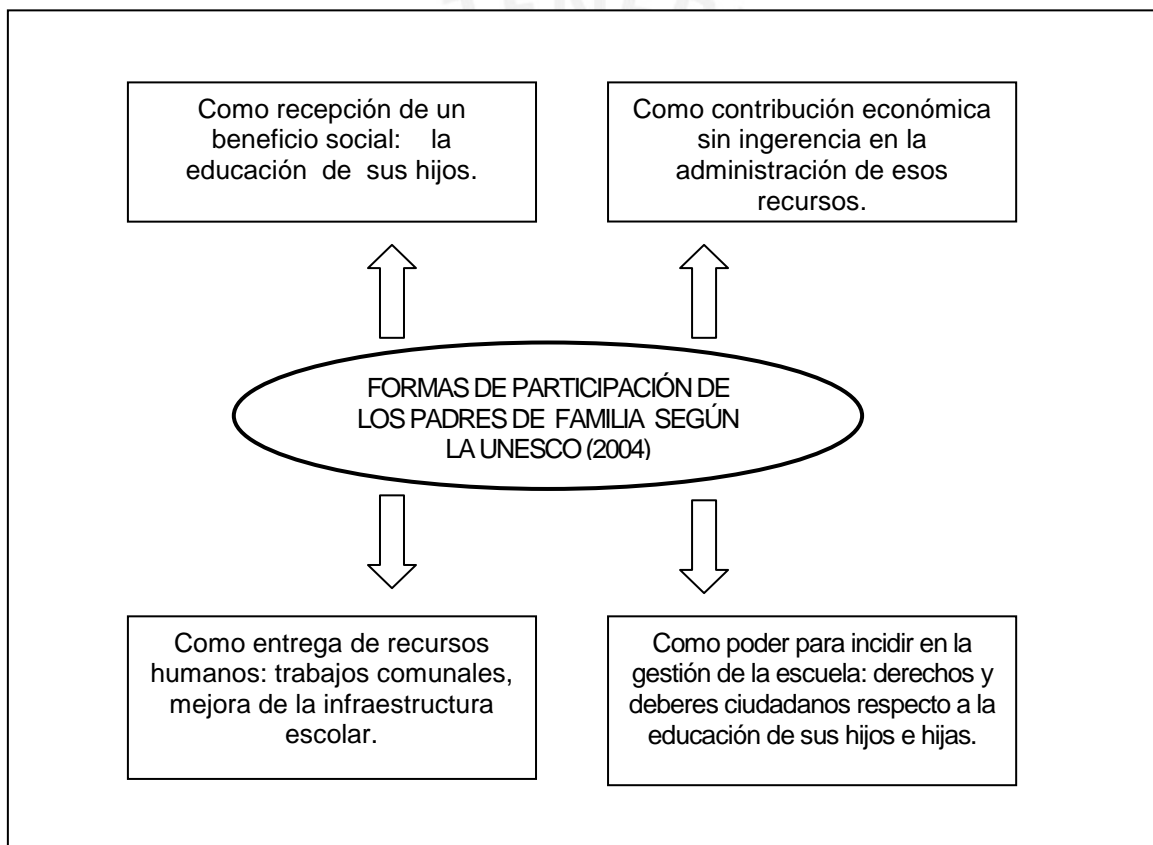 Como recepción de un
beneficio social: la
educación de sus hijos.
Como contribución económica
sin ingerencia en la
administración de esos
recursos.
FORMAS DE PARTICIPACIÓN DE
LOS PADRES DE FAMILIA SEGÚN
LA UNESCO (2004)
Como entrega de recursos
humanos: trabajos comunales,
mejora de la infraestructura
escolar.
Como poder para incidir en la
gestión de la escuela: derechos y
deberes ciudadanos respecto a la
educación de sus hijos e hijas.